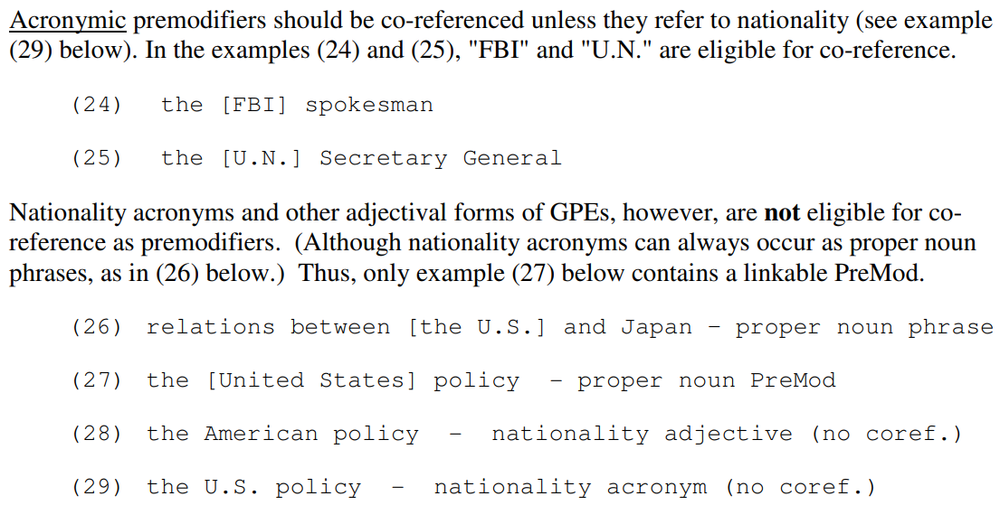 Acronymic premodifiers should be co-referenced unless they refer to nationality (see example
(29) below). In the examples (24) and (25), "FBI" and "U.N." are eligible for co-reference.
(24) the [FBI] spokesman
(25) the [U.N.] Secretary General
Nationality acronyms and other adjectival forms of GPEs, however, are not eligible for co-
reference as premodifiers. (Although nationality acronyms can always occur as proper noun
phrases, as in (26) below.) Thus, only example (27) below contains a linkable PreMod.
(26) relations between [the U.S.] and Japan – proper noun phrase
(27) the [United States] policy – proper noun PreMod
(28) the American policy – nationality adjective (no coref.)
(29) the U.S. policy – nationality acronym (no coref.)